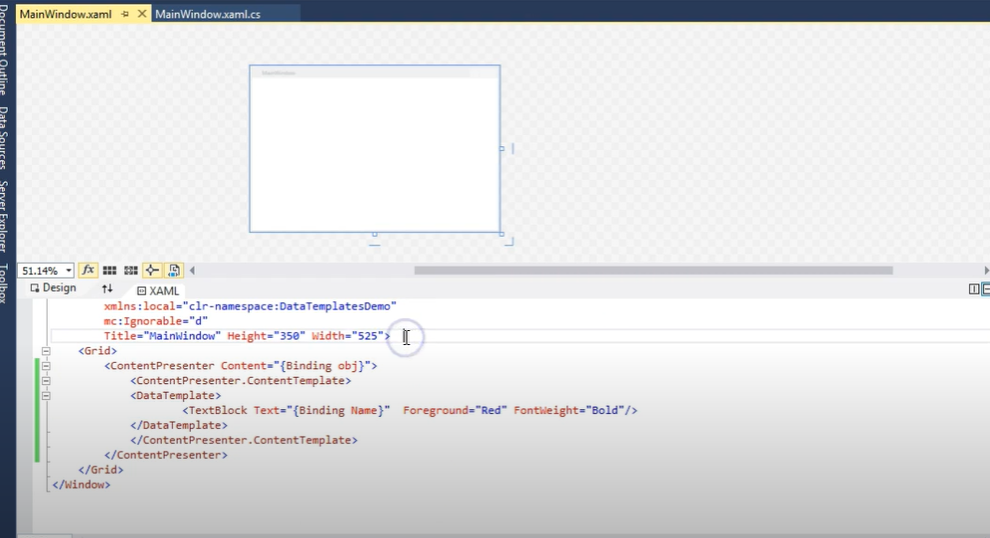 MainWindow.xaml
MainWindow.xaml.cs
Document Outline
Data Sources
Server Explorer
Toolbox
MainWindow
51.14%
fx
Design
XAML
xmlns:local="clr-namespace:DataTemplatesDemo"
mc:Ignorable="d"
Title="MainWindow" Height="350" Width="525">
<Grid>
<ContentPresenter Content="{Binding obj}">
<ContentPresenter.ContentTemplate>
<DataTemplate>
<TextBlock Text="{Binding Name}" Foreground="Red" FontWeight="Bold"/>
</DataTemplate>
</ContentPresenter.ContentTemplate>
</ContentPresenter>
</Grid>
</Window>